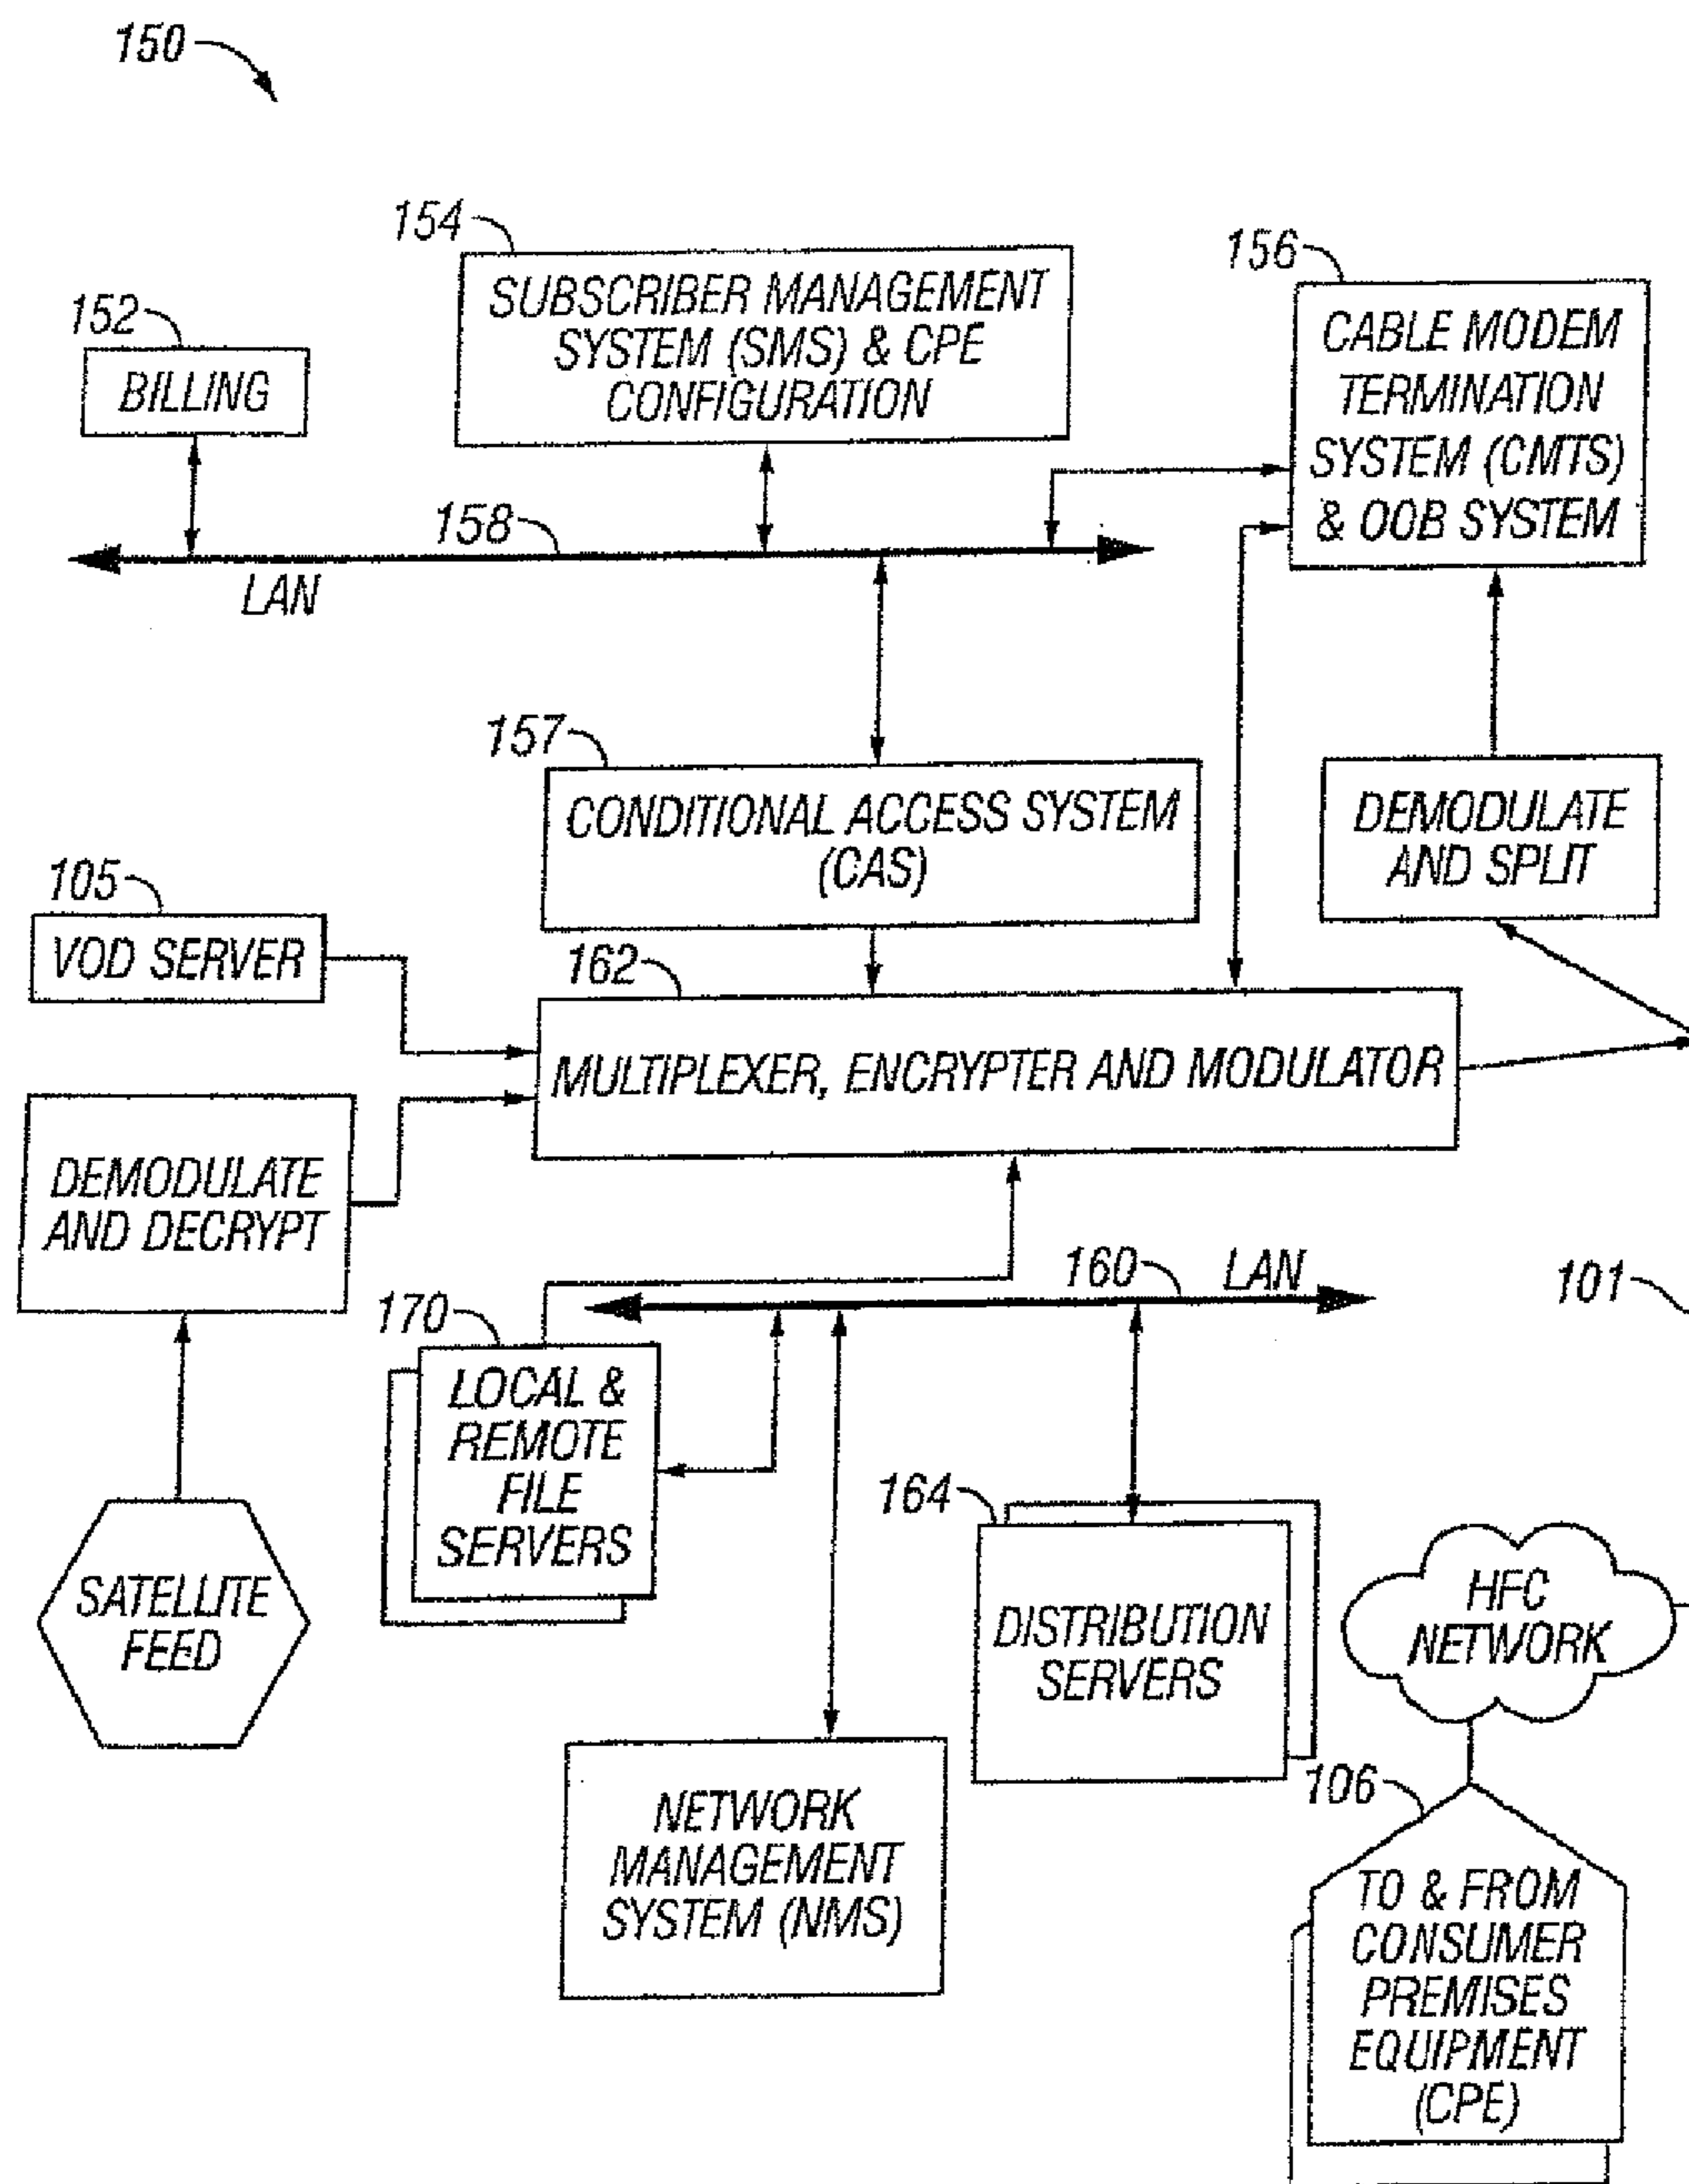 150
154
SUBSCRIBER MANAGEMENT
SYSTEM (SMS) & CPE
CONFIGURATION
156
CABLE MODEM
TERMINATION
SYSTEM (CMTS)
& OOB SYSTEM
152
BILLING
158
LAN
157
CONDITIONAL ACCESS SYSTEM
(CAS)
DEMODULATE
AND SPLIT
105
VOD SERVER
162
MULTIPLEXER, ENCRYPTER AND MODULATOR
DEMODULATE
AND DECRYPT
160
LAN
101
170
LOCAL &
REMOTE
FILE
SERVERS
164
DISTRIBUTION
SERVERS
HFC
NETWORK
SATELLITE
FEED
NETWORK
MANAGEMENT
SYSTEM (NMS)
106
TO & FROM
CONSUMER
PREMISES
EQUIPMENT
(CPE)